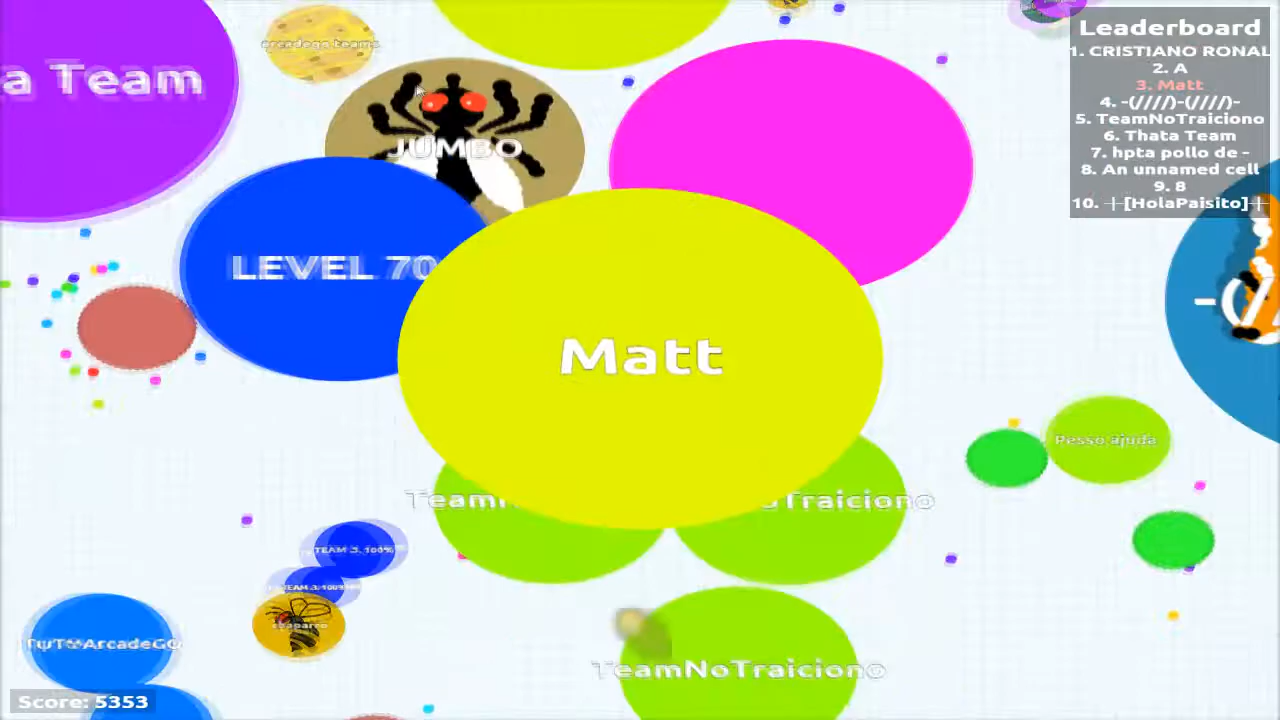 Leaderboard
1. CRISTIANO RONAL
2. A
3. Matt
4. -(////)-(////)-
5. TeamNoTraiciono
6. Thata Team
7. hpta pollo de -
8. An unnamed cell
9. 8
10. -|-[HolaPaisito]-|-
a Team
JUMBO
LEVEL 70
-(/
Matt
Pesso ajuda
Team
Traiciono
TEAM 3. 100%
TeamNoTraiciono
Score: 5353